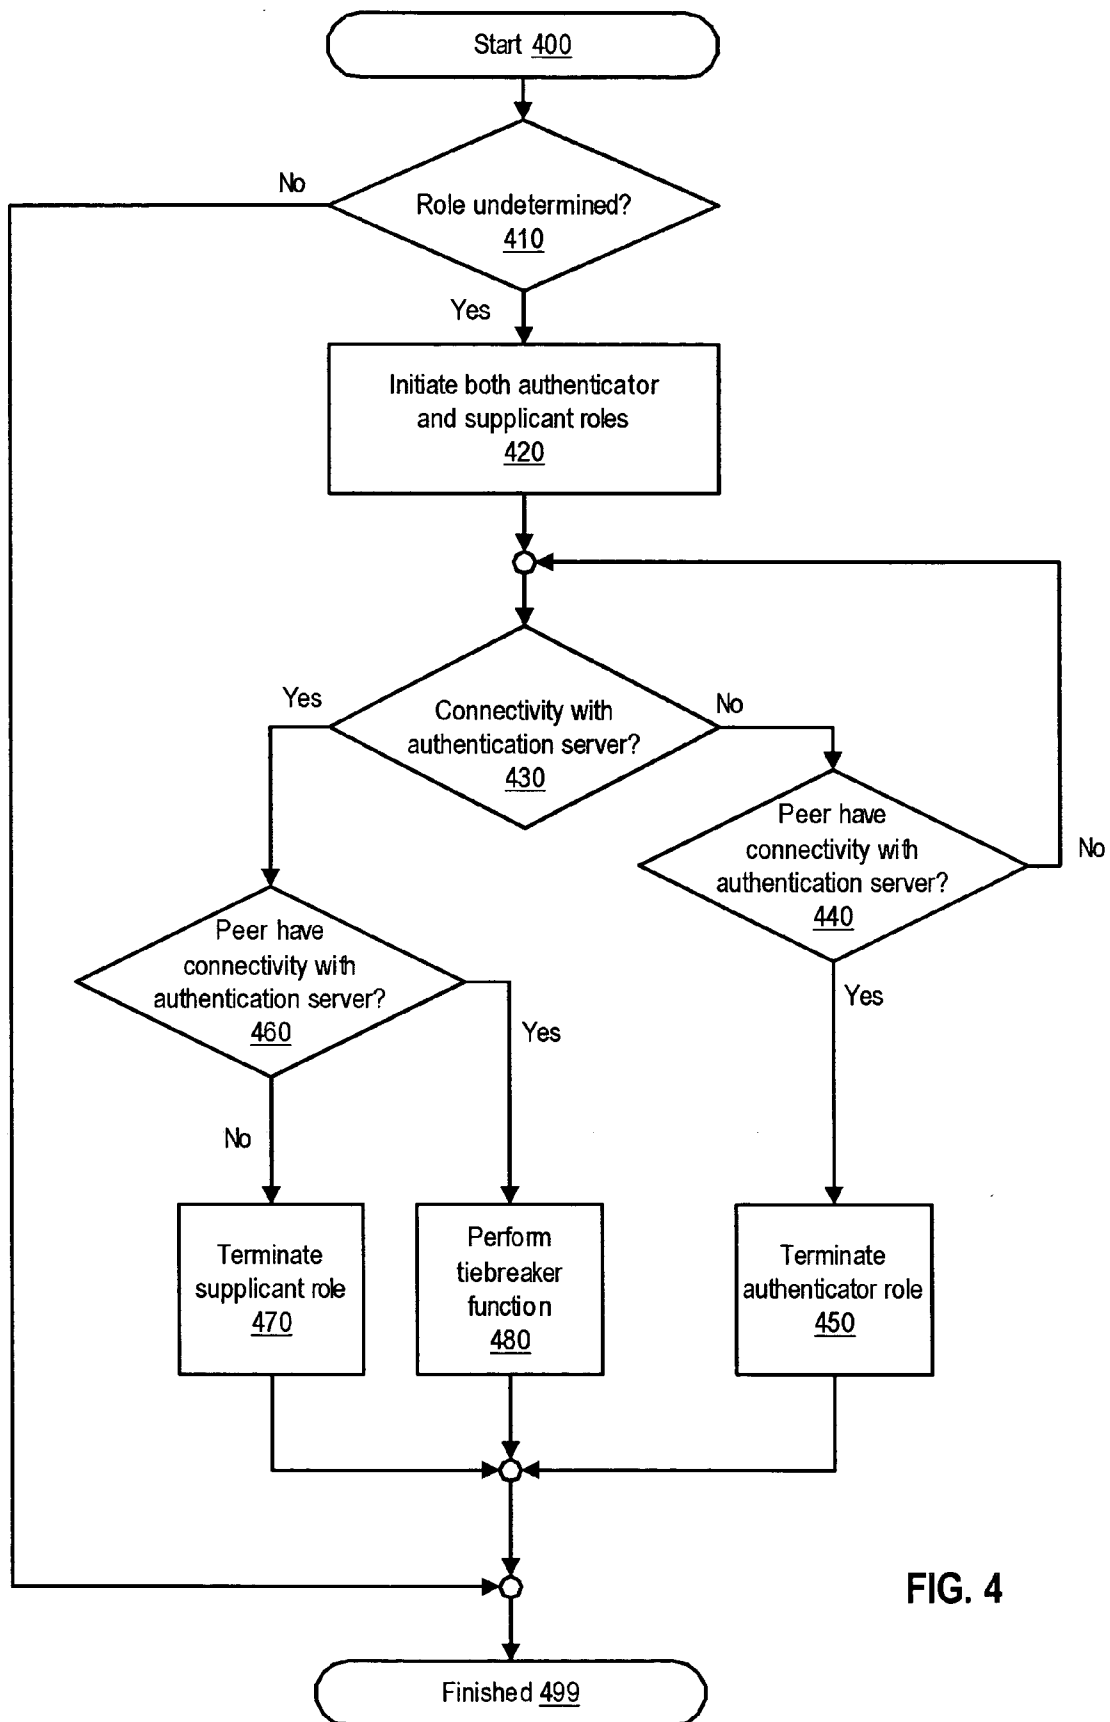 Start 400
No
Role undetermined?
410
Yes
Initiate both authenticator
and supplicant roles
420
Yes
Connectivity with
authentication server?
430
No
Peer have
connectivity with
authentication server?
440
No
Yes
Peer have
connectivity with
authentication server?
460
Yes
No
Terminate
supplicant role
470
Perform
tiebreaker
function
480
Terminate
authenticator role
450
FIG. 4
Finished 499